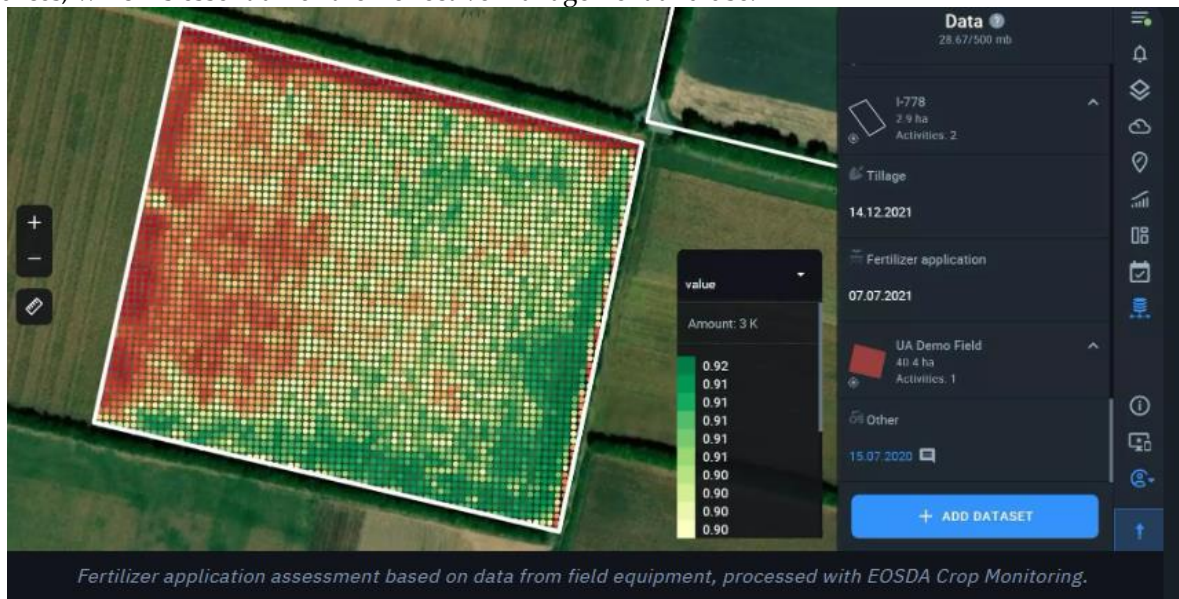 Data
28.67/500 mb
I-778
2.9 ha
Activities: 2
Tillage
14.12.2021
Fertilizer application
07.07.2021
UA Demo Field
40.4 ha
Activities: 1
Other
15.07.2020
+ ADD DATASET
+
−
value
Amount: 3 K
0.92
0.91
0.91
0.91
0.91
0.91
0.90
0.90
0.90
0.90
Fertilizer application assessment based on data from field equipment, processed with EOSDA Crop Monitoring.